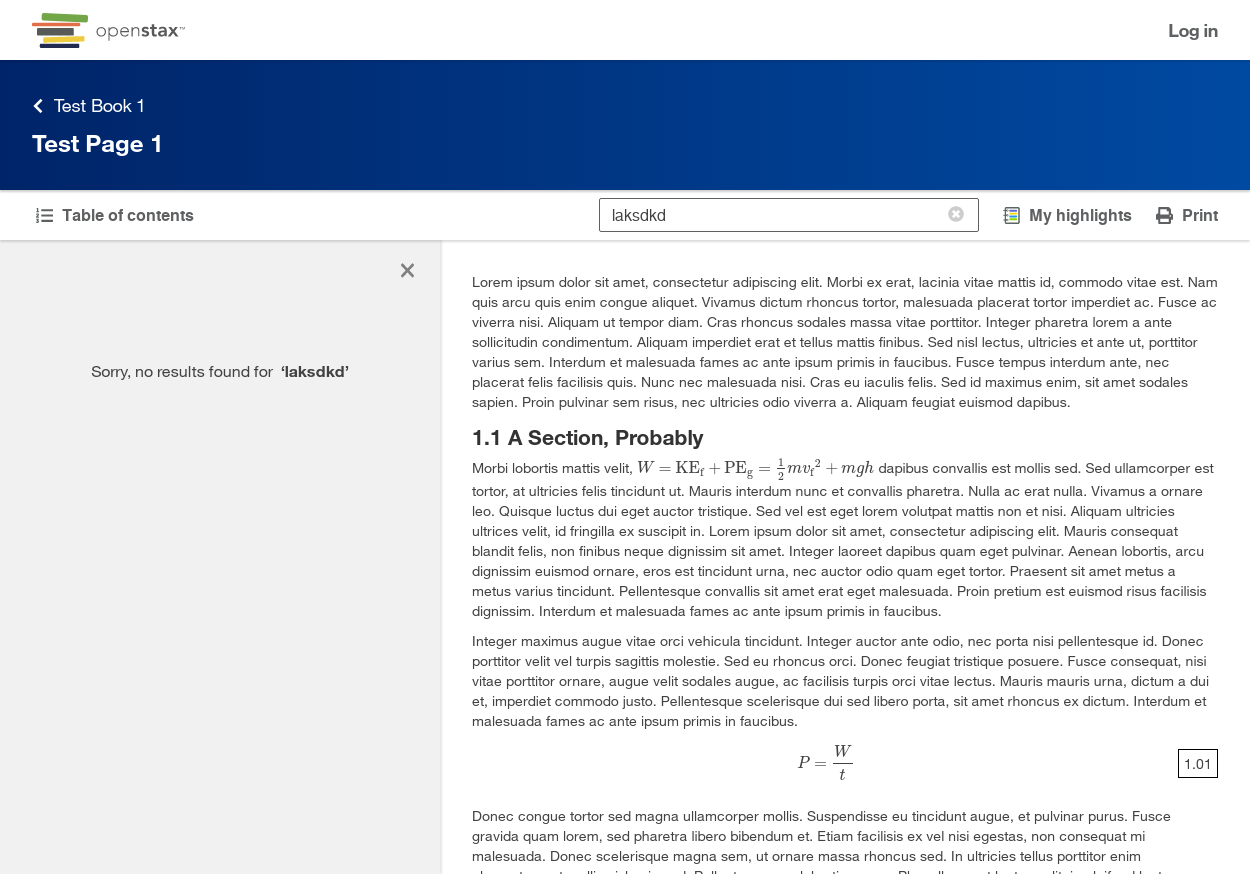 openstax™
Log in
Test Book 1
Test Page 1
Table of contents
laksdkd
My highlights
Print
Sorry, no results found for ‘laksdkd’
Lorem ipsum dolor sit amet, consectetur adipiscing elit. Morbi ex erat, lacinia vitae mattis id, commodo vitae est. Nam
quis arcu quis enim congue aliquet. Vivamus dictum rhoncus tortor, malesuada placerat tortor imperdiet ac. Fusce ac
viverra nisi. Aliquam ut tempor diam. Cras rhoncus sodales massa vitae porttitor. Integer pharetra lorem a ante
sollicitudin condimentum. Aliquam imperdiet erat et tellus mattis finibus. Sed nisl lectus, ultricies et ante ut, porttitor
varius sem. Interdum et malesuada fames ac ante ipsum primis in faucibus. Fusce tempus interdum ante, nec
placerat felis facilisis quis. Nunc nec malesuada nisi. Cras eu iaculis felis. Sed id maximus enim, sit amet sodales
sapien. Proin pulvinar sem risus, nec ultricies odio viverra a. Aliquam feugiat euismod dapibus.
1.1 A Section, Probably
Morbi lobortis mattis velit, W = KE_f + PE_g = 1/2 mv_f² + mgh dapibus convallis est mollis sed. Sed ullamcorper est
tortor, at ultricies felis tincidunt ut. Mauris interdum nunc et convallis pharetra. Nulla ac erat nulla. Vivamus a ornare
leo. Quisque luctus dui eget auctor tristique. Sed vel est eget lorem volutpat mattis non et nisi. Aliquam ultricies
ultrices velit, id fringilla ex suscipit in. Lorem ipsum dolor sit amet, consectetur adipiscing elit. Mauris consequat
blandit felis, non finibus neque dignissim sit amet. Integer laoreet dapibus quam eget pulvinar. Aenean lobortis, arcu
dignissim euismod ornare, eros est tincidunt urna, nec auctor odio quam eget tortor. Praesent sit amet metus a
metus varius tincidunt. Pellentesque convallis sit amet erat eget malesuada. Proin pretium est euismod risus facilisis
dignissim. Interdum et malesuada fames ac ante ipsum primis in faucibus.
Integer maximus augue vitae orci vehicula tincidunt. Integer auctor ante odio, nec porta nisi pellentesque id. Donec
porttitor velit vel turpis sagittis molestie. Sed eu rhoncus orci. Donec feugiat tristique posuere. Fusce consequat, nisi
vitae porttitor ornare, augue velit sodales augue, ac facilisis turpis orci vitae lectus. Mauris mauris urna, dictum a dui
et, imperdiet commodo justo. Pellentesque scelerisque dui sed libero porta, sit amet rhoncus ex dictum. Interdum et
malesuada fames ac ante ipsum primis in faucibus.
P = W/t
1.01
Donec congue tortor sed magna ullamcorper mollis. Suspendisse eu tincidunt augue, et pulvinar purus. Fusce
gravida quam lorem, sed pharetra libero bibendum et. Etiam facilisis ex vel nisi egestas, non consequat mi
malesuada. Donec scelerisque magna sem, ut ornare massa rhoncus sed. In ultricies tellus porttitor enim